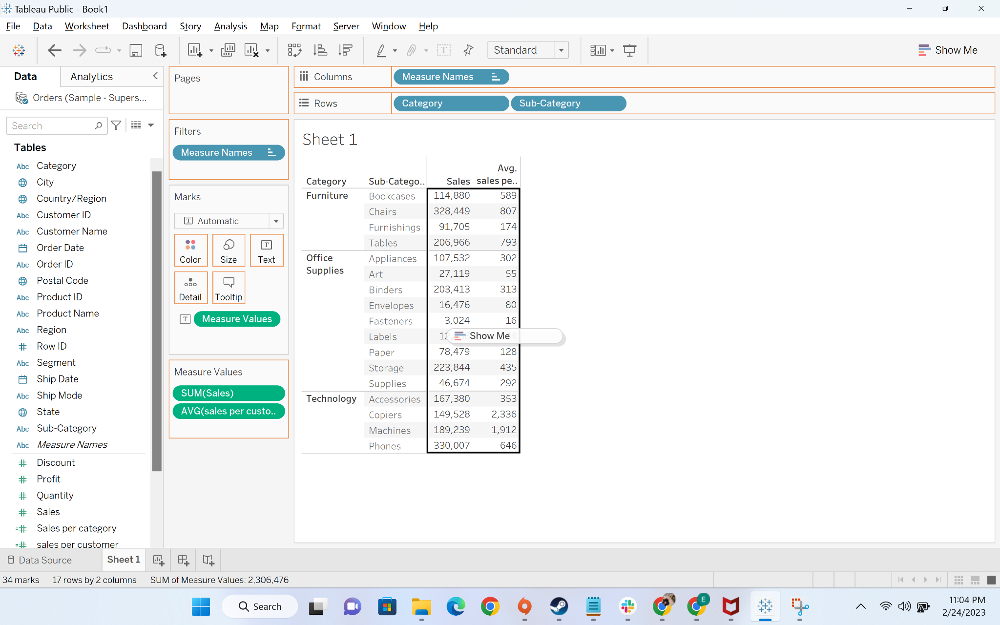 Tableau Public - Book1
File Data Worksheet Dashboard Story Analysis Map Format Server Window Help
Standard
Show Me
Data
Analytics
Orders (Sample - Supers...
Search
Tables
Abc Category
City
Country/Region
Abc Customer ID
Abc Customer Name
Order Date
Abc Order ID
Postal Code
Abc Product ID
Abc Product Name
Abc Region
# Row ID
Abc Segment
Ship Date
Abc Ship Mode
State
Abc Sub-Category
Abc Measure Names
# Discount
# Profit
# Quantity
# Sales
=# Sales per category
=# sales per customer
Pages
Filters
Measure Names
Marks
T Automatic
Color
Size
T Text
Detail
Tooltip
T Measure Values
Measure Values
SUM(Sales)
AVG(sales per custo..
Columns
Measure Names
Rows
Category
Sub-Category
Sheet 1
Category Sub-Catego.. Sales Avg. sales pe..
Furniture Bookcases 114,880 589
Chairs 328,449 807
Furnishings 91,705 174
Tables 206,966 793
Office Supplies Appliances 107,532 302
Art 27,119 55
Binders 203,413 313
Envelopes 16,476 80
Fasteners 3,024 16
Labels
Show Me
Paper 78,479 128
Storage 223,844 435
Supplies 46,674 292
Technology Accessories 167,380 353
Copiers 149,528 2,336
Machines 189,239 1,912
Phones 330,007 646
Data Source
Sheet 1
34 marks 17 rows by 2 columns SUM of Measure Values: 2,306,476
Search
E
11:04 PM
2/24/2023